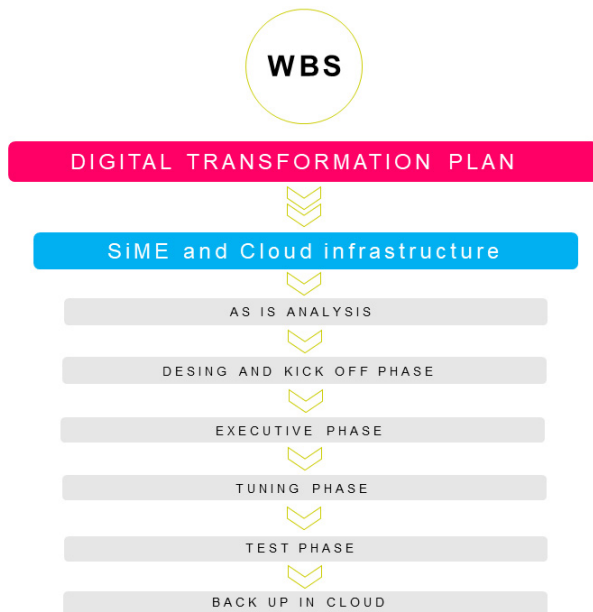 WBS
DIGITAL TRANSFORMATION PLAN
SiME and Cloud infrastructure
AS IS ANALYSIS
DESING AND KICK OFF PHASE
EXECUTIVE PHASE
TUNING PHASE
TEST PHASE
BACK UP IN CLOUD